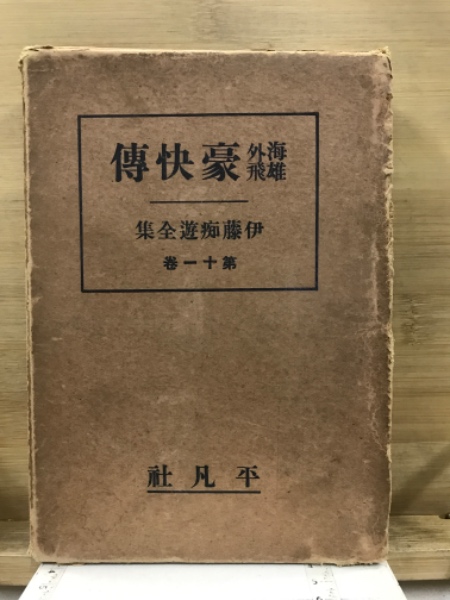 海外雄飛豪快傳
伊藤痴遊全集
第十一卷
平凡社